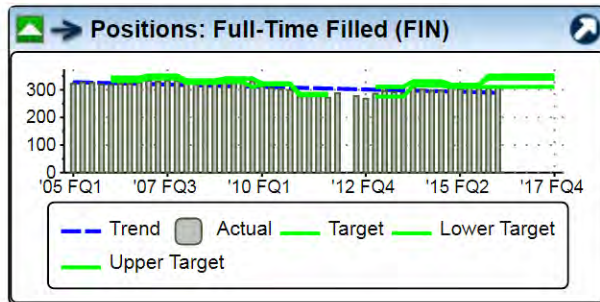 Positions: Full-Time Filled (FIN)
300
200
100
0
'05 FQ1 '07 FQ3 '10 FQ1 '12 FQ4 '15 FQ2 '17 FQ4
Trend Actual Target Lower Target
Upper Target